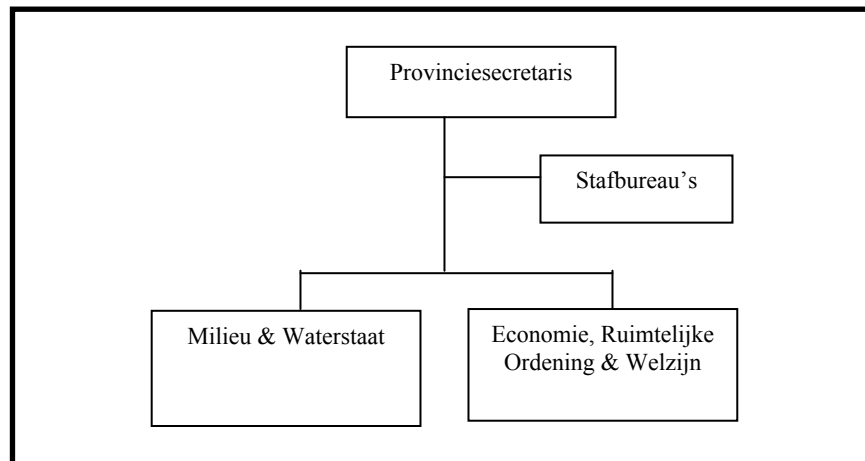 Provinciesecretaris
Stafbureau’s
Milieu & Waterstaat
Economie, Ruimtelijke
Ordening & Welzijn